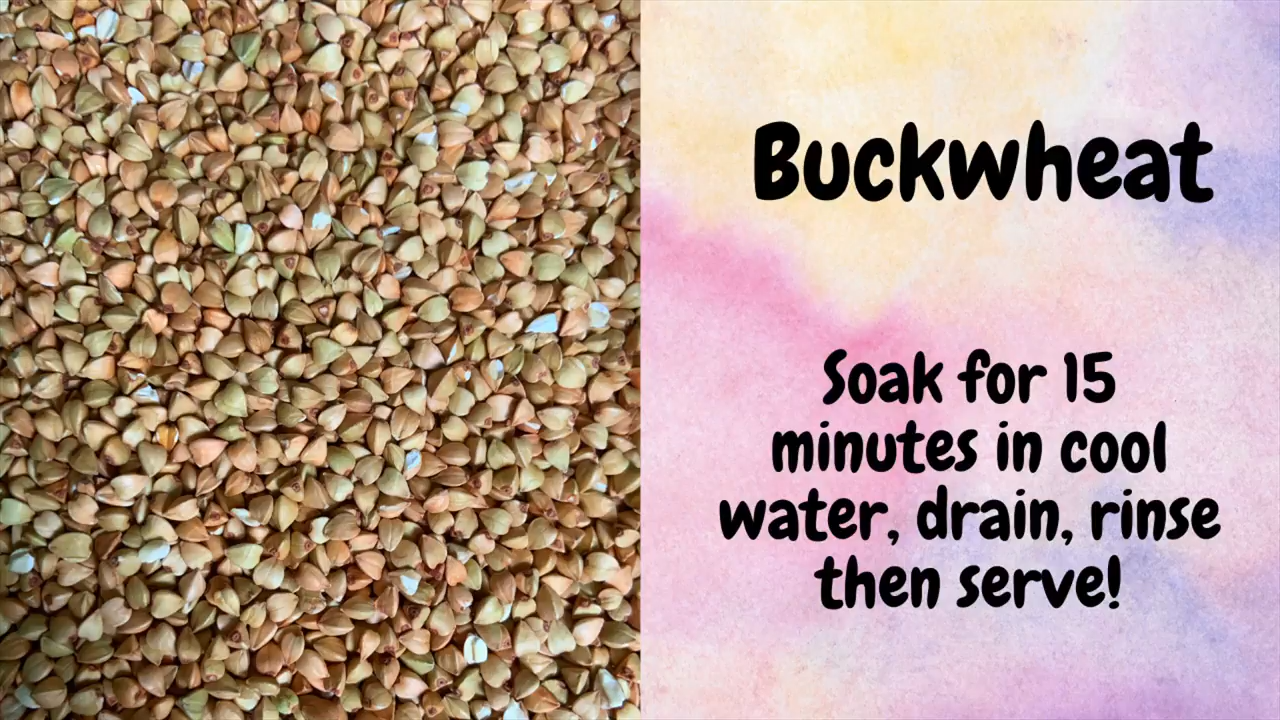 Buckwheat
Soak for 15
minutes in cool
water, drain, rinse
then serve!